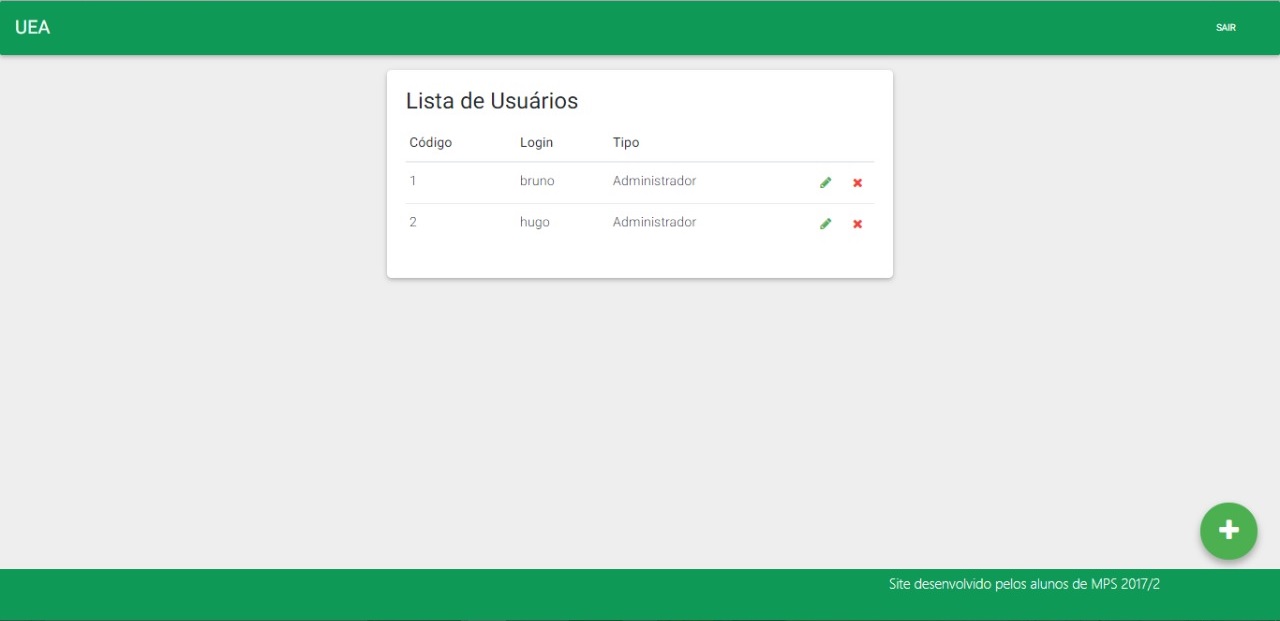 UEA SAIR
Lista de Usuários
Código Login Tipo
1 bruno Administrador
2 hugo Administrador
Site desenvolvido pelos alunos de MPS 2017/2